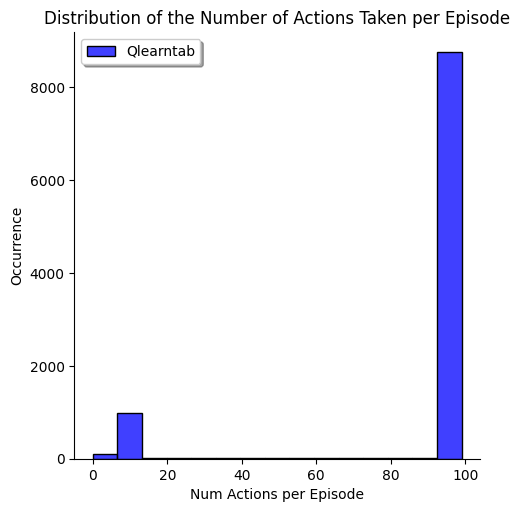 Distribution of the Number of Actions Taken per Episode
Qlearntab
Occurrence
8000
6000
4000
2000
0
0 20 40 60 80 100
Num Actions per Episode